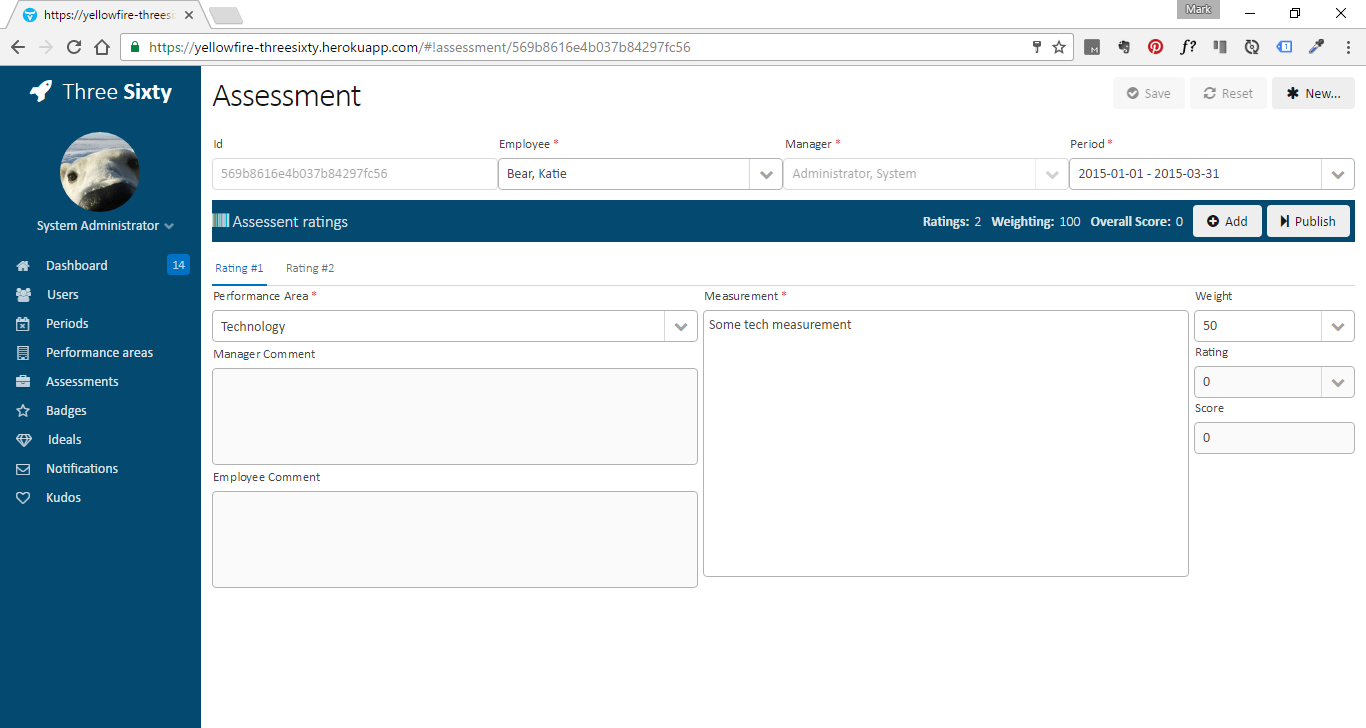 https://yellowfire-threesi
Mark
https://yellowfire-threesixty.herokuapp.com/#!assessment/569b8616e4b037b84297fc56
M
f?
1
Three Sixty
System Administrator
Dashboard 14
Users
Periods
Performance areas
Assessments
Badges
Ideals
Notifications
Kudos
Assessment
Save Reset New...
Id Employee * Manager * Period *
569b8616e4b037b84297fc56 Bear, Katie Administrator, System 2015-01-01 - 2015-03-31
Assessent ratings Ratings: 2 Weighting: 100 Overall Score: 0 Add Publish
Rating #1 Rating #2
Performance Area * Measurement * Weight
Technology Some tech measurement 50
Manager Comment Rating
0
Score
0
Employee Comment